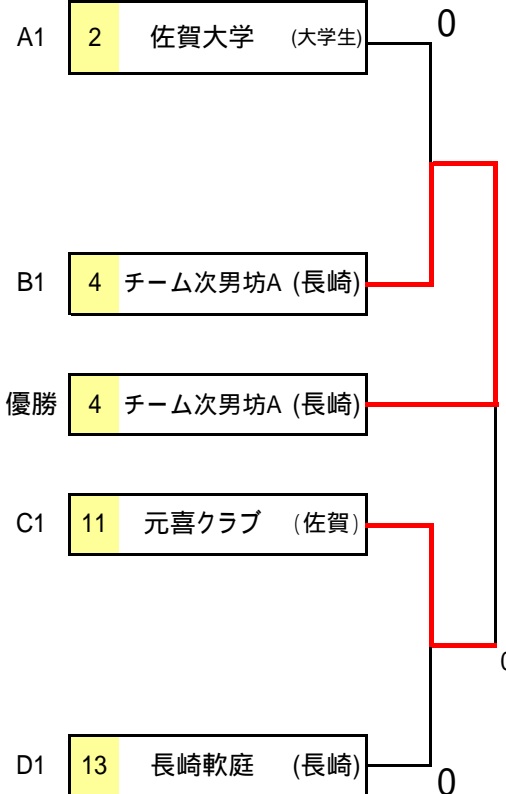 0
A1 2 佐賀大学 (大学生)
B1 4 チーム次男坊A (長崎)
優勝 4 チーム次男坊A (長崎)
C1 11 元喜クラブ (佐賀)
0
D1 13 長崎軟庭 (長崎)
0